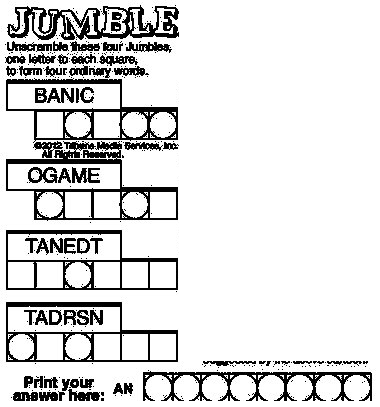 JUMBLE
Unscramble these four Jumbles,
one letter to each square,
to form four ordinary words.
BANIC
©2012 Tribune Media Services, Inc.
All Rights Reserved.
OGAME
TANEDT
TADRSN
Print your
answer here: AN